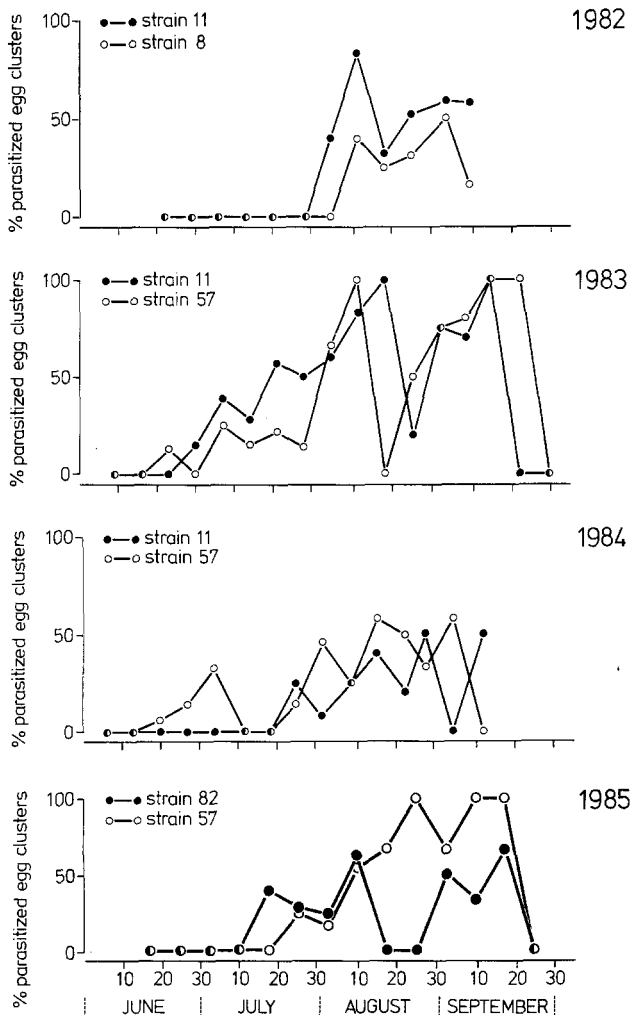 1982
strain 11
strain 8
100
50
0
% parasitized egg clusters
1983
strain 11
strain 57
100
50
0
% parasitized egg clusters
1984
strain 11
strain 57
100
50
0
% parasitized egg clusters
1985
strain 82
strain 57
100
50
0
% parasitized egg clusters
10 20 30 10 20 30 10 20 30 10 20 30
JUNE JULY AUGUST SEPTEMBER